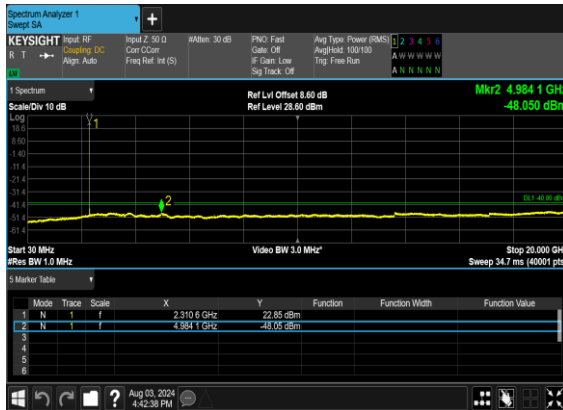 Spectrum Analyzer 1
Swept SA
+
KEYSIGHT Input: RF Input Z: 50 Ω #Atten: 30 dB PNO: Fast Avg Type: Power (RMS) 1 2 3 4 5 6
R T Coupling: DC Corr CCorr Gate: Off Avg|Hold: 100/100 A W W W W W
Align: Auto Freq Ref: Int (S) IF Gain: Low Trig: Free Run
Sig Track: Off A N N N N N
1 Spectrum Ref Lvl Offset 8.60 dB Mkr2 4.984 1 GHz
Scale/Div 10 dB Ref Level 28.60 dBm -48.050 dBm
Log
18.6
8.60
-1.40
-11.4
-21.4
-31.4
-41.4
-51.4
-61.4
1
2
DL1 -40.00 dBm
Start 30 MHz Video BW 3.0 MHz* Stop 20.000 GHz
#Res BW 1.0 MHz Sweep 34.7 ms (40001 pts)
5 Marker Table
Mode Trace Scale X Y Function Function Width Function Value
1 N 1 f 2.310 6 GHz 22.85 dBm
2 N 1 f 4.984 1 GHz -48.05 dBm
3
4
5
6
? Aug 03, 2024
4:42:38 PM